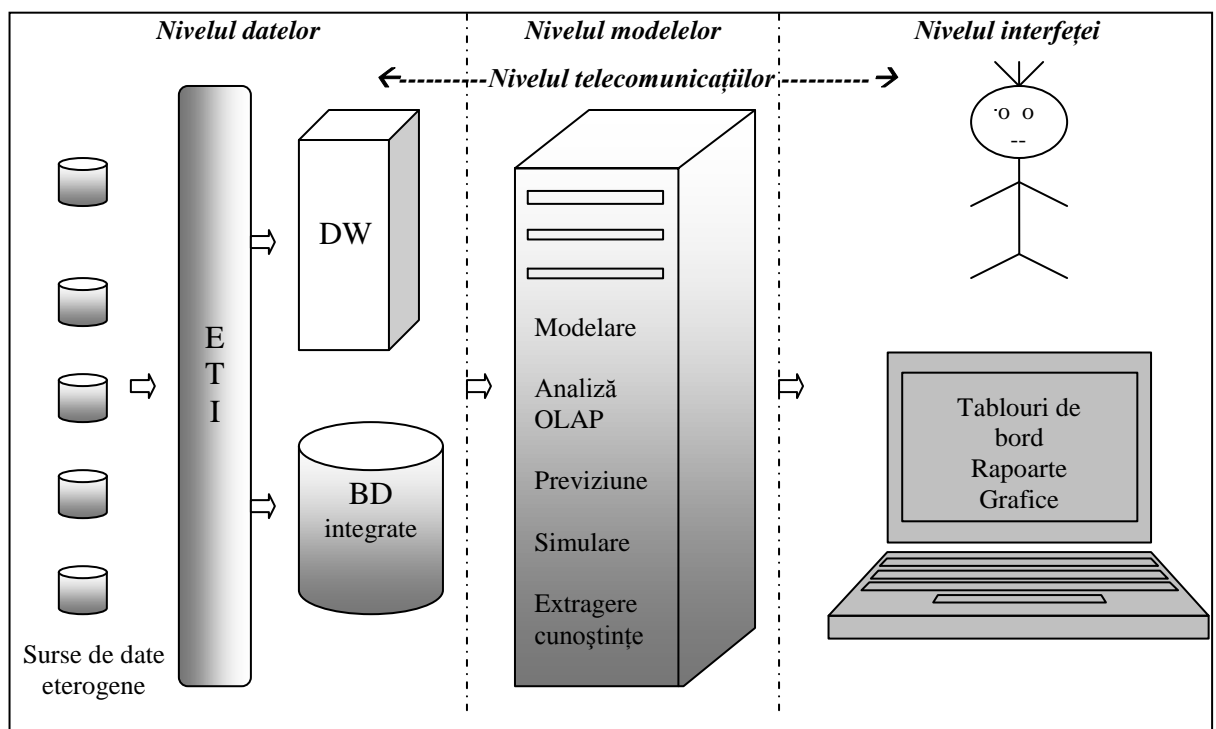 Nivelul datelor
Nivelul modelelor
Nivelul interfeței
Nivelul telecomunicațiilor
o o
--
DW
E
T
I
BD
integrate
Surse de date
eterogene
Modelare
Analiză
OLAP
Previziune
Simulare
Extragere
cunoştințe
Tablouri de
bord
Rapoarte
Grafice